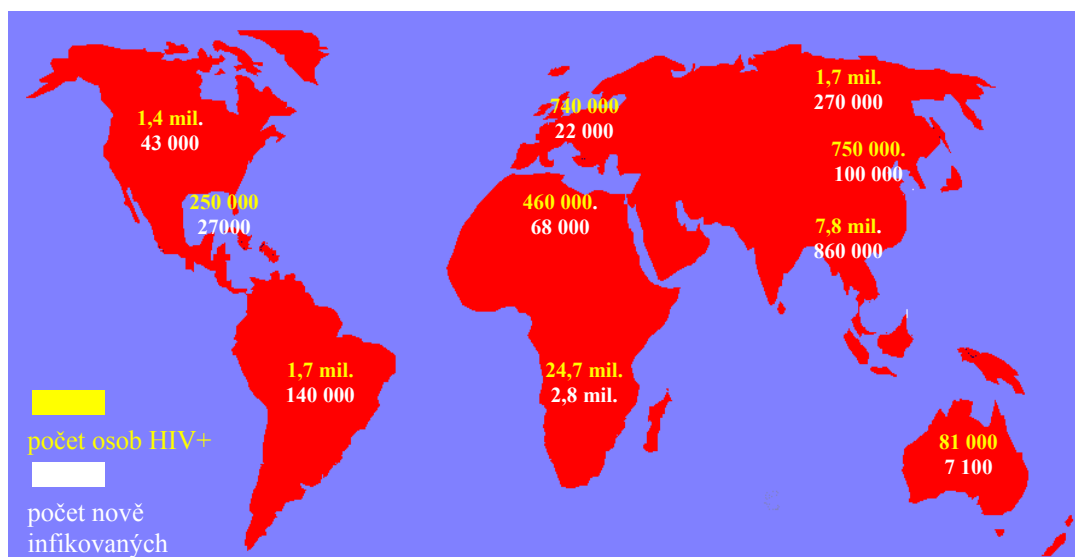 1,7 mil.
270 000
740 000
22 000
1,4 mil.
43 000
750 000.
100 000
250 000
27000
460 000.
68 000
7,8 mil.
860 000
1,7 mil.
140 000
24,7 mil.
2,8 mil.
81 000
7 100
počet osob HIV+
počet nově
infikovaných